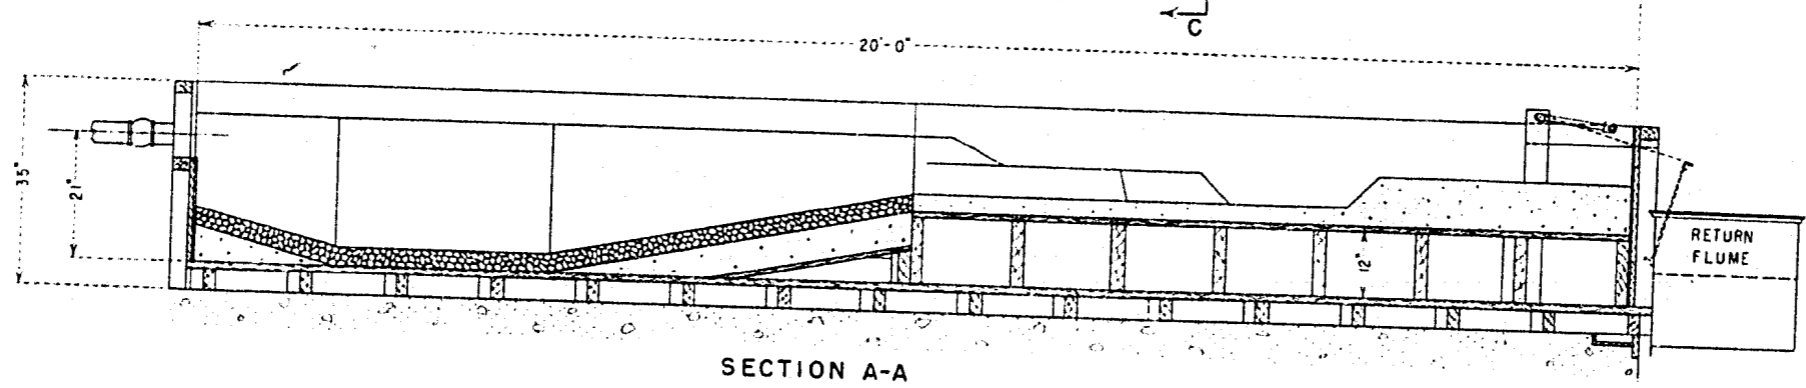 C
20'-0"
35"
21"
RETURN
FLUME
12"
SECTION A-A